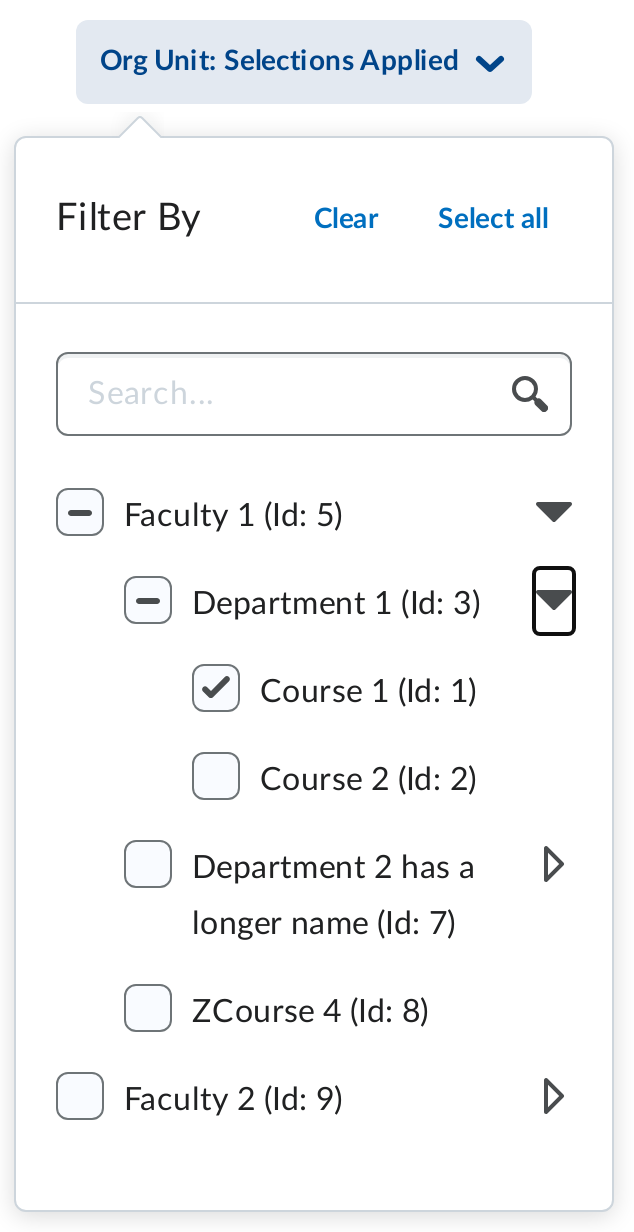 Org Unit: Selections Applied
Filter By Clear Select all
Search...
Faculty 1 (Id: 5)
Department 1 (Id: 3)
Course 1 (Id: 1)
Course 2 (Id: 2)
Department 2 has a
longer name (Id: 7)
ZCourse 4 (Id: 8)
Faculty 2 (Id: 9)